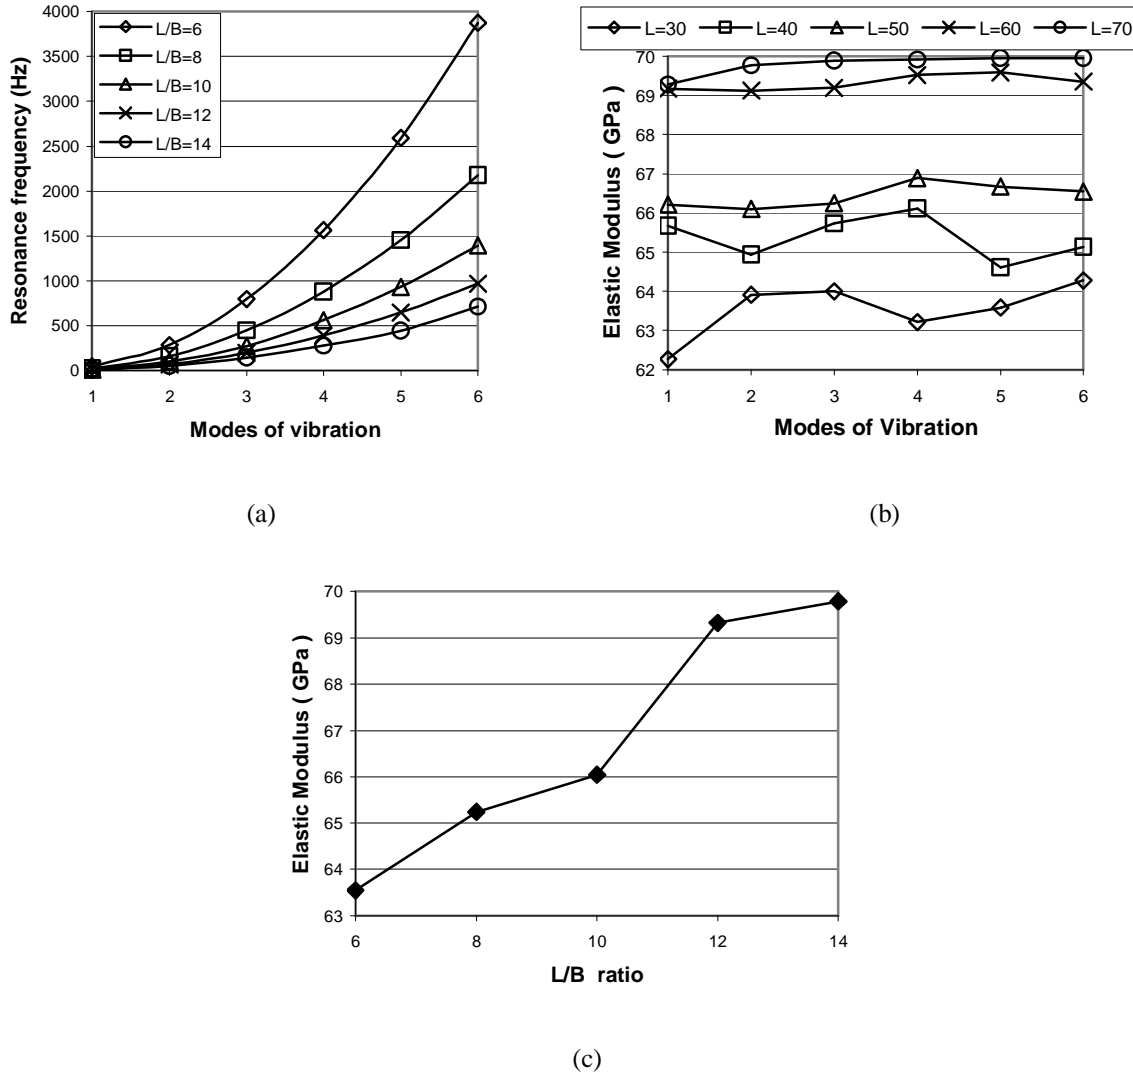 4000
3500
3000
2500
2000
1500
1000
500
0
Resonance frequency (Hz)
L/B=6
L/B=8
L/B=10
L/B=12
L/B=14
1 2 3 4 5 6
Modes of vibration
(a)
L=30 L=40 L=50 L=60 L=70
70
69
68
67
66
65
64
63
62
Elastic Modulus ( GPa )
1 2 3 4 5 6
Modes of Vibration
(b)
70
69
68
67
66
65
64
63
Elastic Modulus ( GPa )
6 8 10 12 14
L/B ratio
(c)